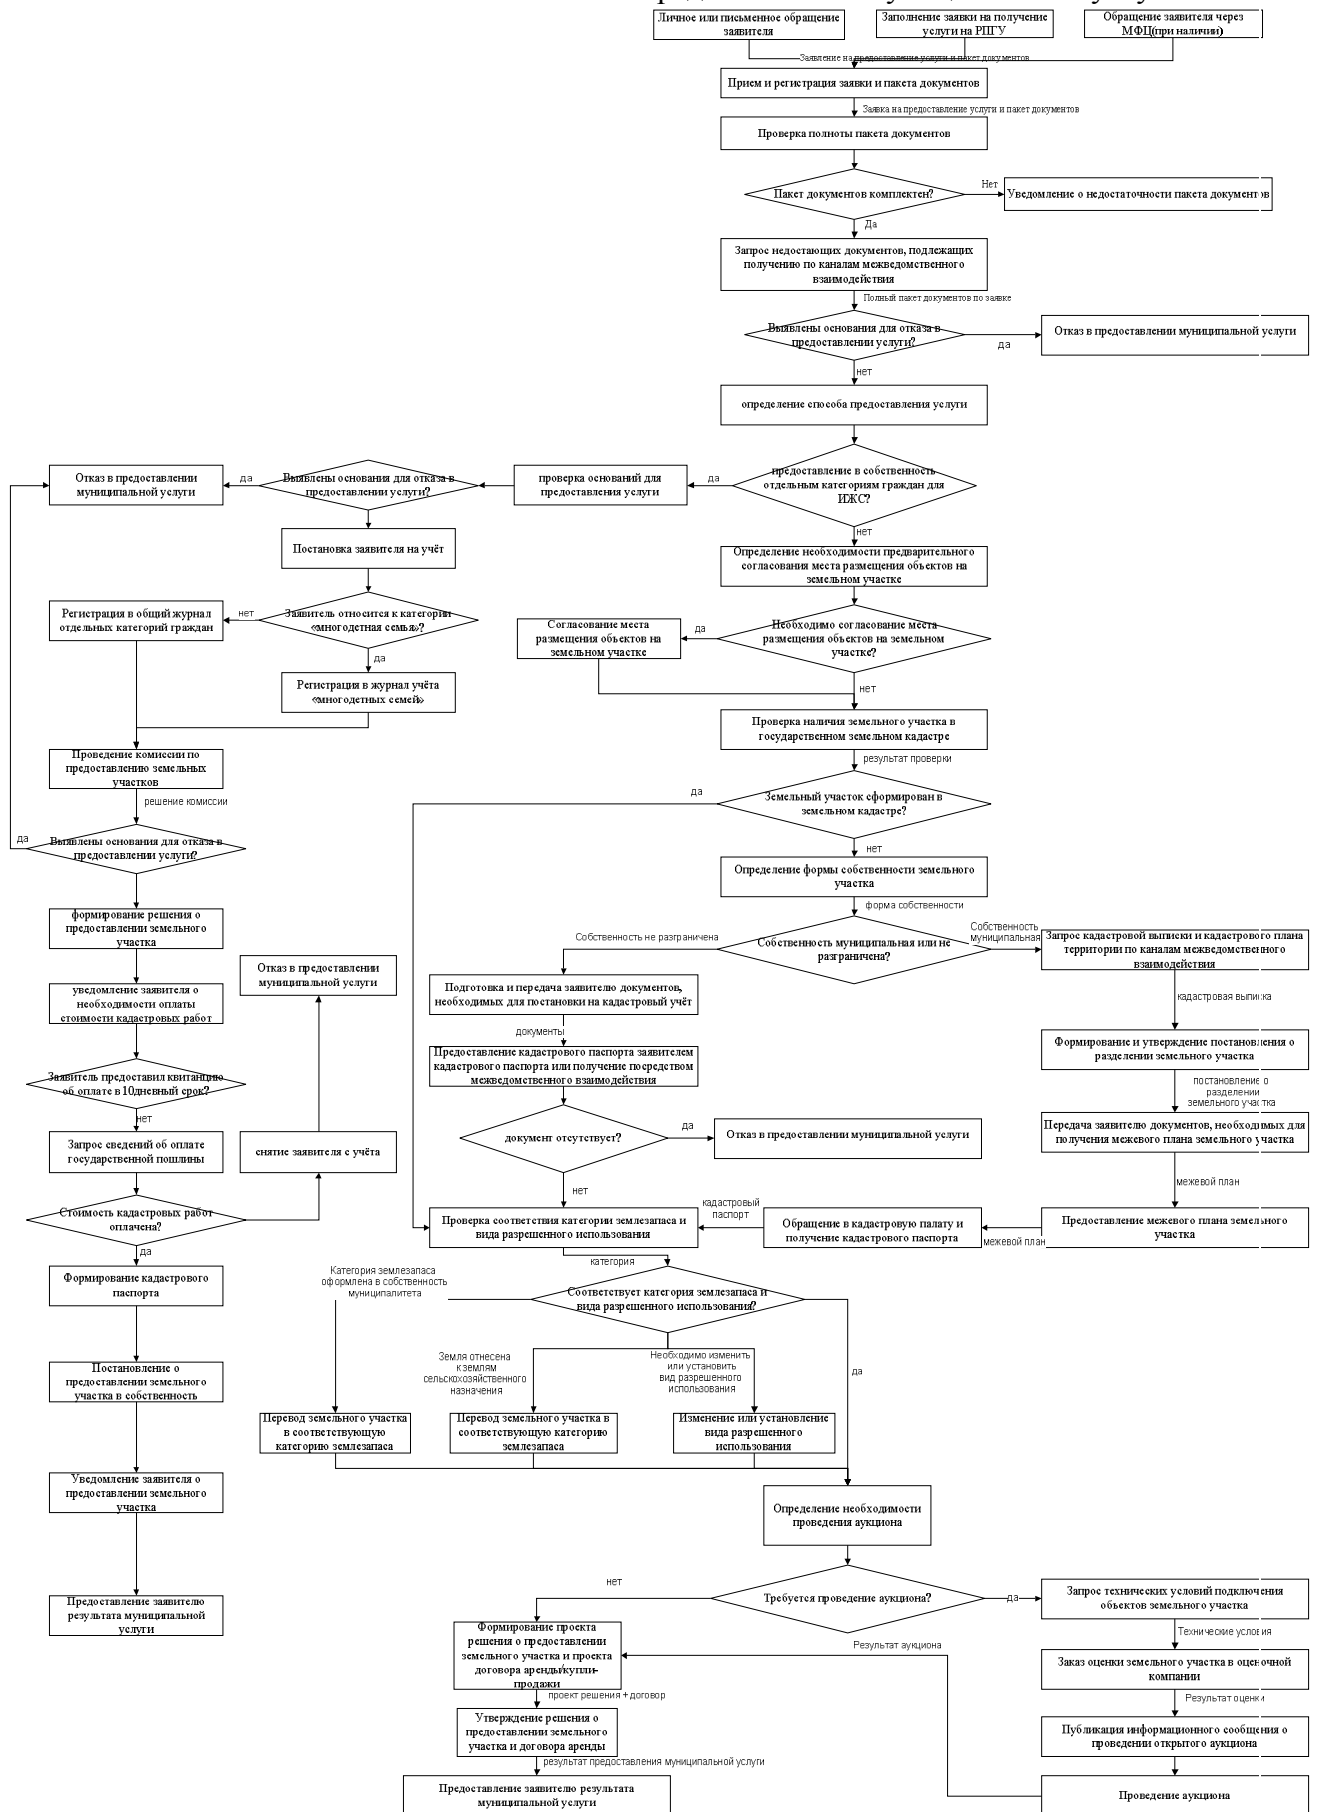 Личное или письменное обращение
заявителя
Заполнение заявки на получение
услуги на РПГУ
Обращение заявителя через
МФЦ(при наличии)
Заявление на предоставление услуги и пакет документов
Прием и регистрация заявки и пакета документов
Заявка на предоставление услуги и пакет документов
Проверка полноты пакета документов
Пакет документов комплектен?
Нет
Уведомление о недостаточности пакета документов
Да
Запрос недостающих документов, подлежащих
получению по каналам межведомственного
взаимодействия
Полный пакет документов по заявке
Выявлены основания для отказа в
предоставлении услуги?
да
Отказ в предоставлении муниципальной услуги
нет
определение способа предоставления услуги
предоставление в собственность
отдельным категориям граждан для
ИЖС?
да
проверка оснований для
предоставления услуги
Выявлены основания для отказа в
предоставлении услуги?
да
Отказ в предоставлении
муниципальной услуги
Постановка заявителя на учёт
Заявитель относится к категории
«многодетная семья»?
нет
Регистрация в общий журнал
отдельных категорий граждан
да
Регистрация в журнал учёта
«многодетных семей»
Проведение комиссии по
предоставлению земельных
участков
решение комиссии
Выявлены основания для отказа в
предоставлении услуги?
да
формирование решения о
предоставлении земельного
участка
уведомление заявителя о
необходимости оплаты
стоимости кадастровых работ
Заявитель предоставил квитанцию
об оплате в 10дневный срок?
нет
Запрос сведений об оплате
государственной пошлины
Стоимость кадастровых работ
оплачена?
снятие заявителя с учёта
Отказ в предоставлении
муниципальной услуги
да
Формирование кадастрового
паспорта
Постановление о
предоставлении земельного
участка в собственность
Уведомление заявителя о
предоставлении земельного
участка
Предоставление заявителю
результата муниципальной
услуги
нет
Определение необходимости предварительного
согласования места размещения объектов на
земельном участке
Необходимо согласование места
размещения объектов на земельном
участке?
да
Согласование места
размещения объектов на
земельном участке
нет
Проверка наличия земельного участка в
государственном земельном кадастре
результат проверки
Земельный участок сформирован в
земельном кадастре?
да
нет
Определение формы собственности земельного
участка
форма собственности
Собственность муниципальная или не
разграничена?
Собственность не разграничена
Собственность
муниципальная
Подготовка и передача заявителю документов,
необходимых для постановки на кадастровый учёт
документы
Предоставление кадастрового паспорта заявителем
кадастрового паспорта или получение посредством
межведомственного взаимодействия
документ отсутствует?
да
Отказ в предоставлении муниципальной услуги
нет
Запрос кадастровой выписки и кадастрового плана
территории по каналам межведомственного
взаимодействия
кадастровая выписка
Формирование и утверждение постановления о
разделении земельного участка
постановление о
разделении
земельного участка
Передача заявителю документов, необходимых для
получения межевого плана земельного участка
межевой план
Предоставление межевого плана земельного
участка
межевой план
Обращение в кадастровую палату и
получение кадастрового паспорта
кадастровый
паспорт
Проверка соответствия категории землезапаса и
вида разрешенного использования
категория
Соответствует категория землезапаса и
вида разрешенного использования?
Категория землезапаса
оформлена в собственность
муниципалитета
Земля отнесена
к землям
сельскохозяйственного
назначения
Необходимо изменить
или установить
вид разрешенного
использования
да
Перевод земельного участка
в соответствующую
категорию землезапаса
Перевод земельного участка в
соответствующую категорию
землезапаса
Изменение или установление
вида разрешенного
использования
Определение необходимости
проведения аукциона
Требуется проведение аукциона?
нет
да
Запрос технических условий подключения
объектов земельного участка
Технические условия
Заказ оценки земельного участка в оценочной
компании
Результат оценки
Публикация информационного сообщения о
проведении открытого аукциона
Проведение аукциона
Результат аукциона
Формирование проекта
решения о предоставлении
земельного участка и проекта
договора аренды/купли-
продажи
проект решения + договор
Утверждение решения о
предоставлении земельного
участка и договора аренды
результат предоставления муниципальной услуги
Предоставление заявителю результата
муниципальной услуги